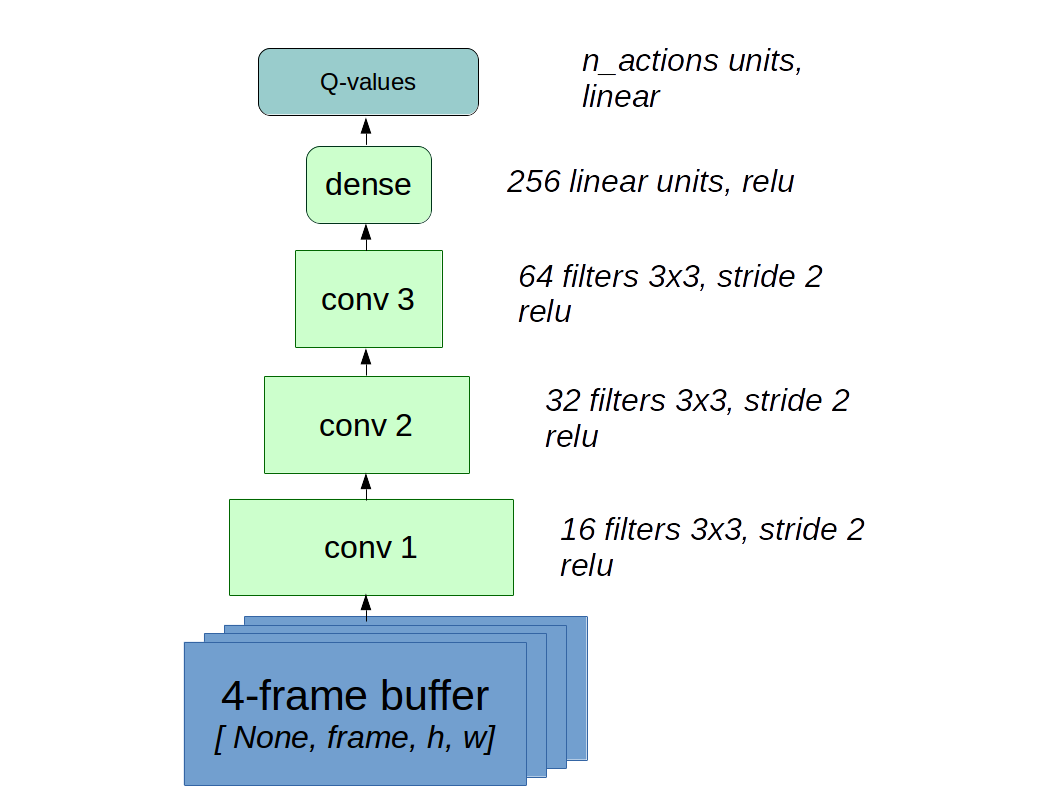 Q-values
n_actions units,
linear
dense
256 linear units, relu
conv 3
64 filters 3x3, stride 2
relu
conv 2
32 filters 3x3, stride 2
relu
conv 1
16 filters 3x3, stride 2
relu
4-frame buffer
[ None, frame, h, w]